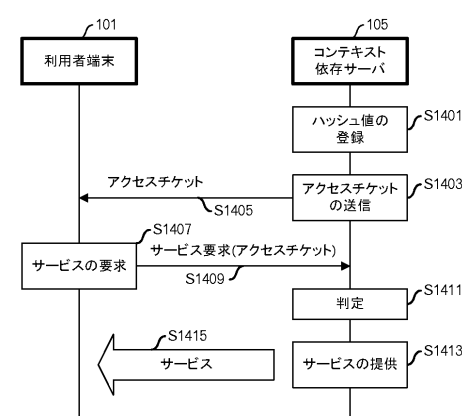 101
利用者端末
105
コンテキスト
依存サーバ
ハッシュ値の
登録
S1401
アクセスチケット
S1405
アクセスチケット
の送信
S1403
S1407
サービスの要求
サービス要求(アクセスチケット)
S1409
判定
S1411
S1415
サービス
サービスの提供
S1413